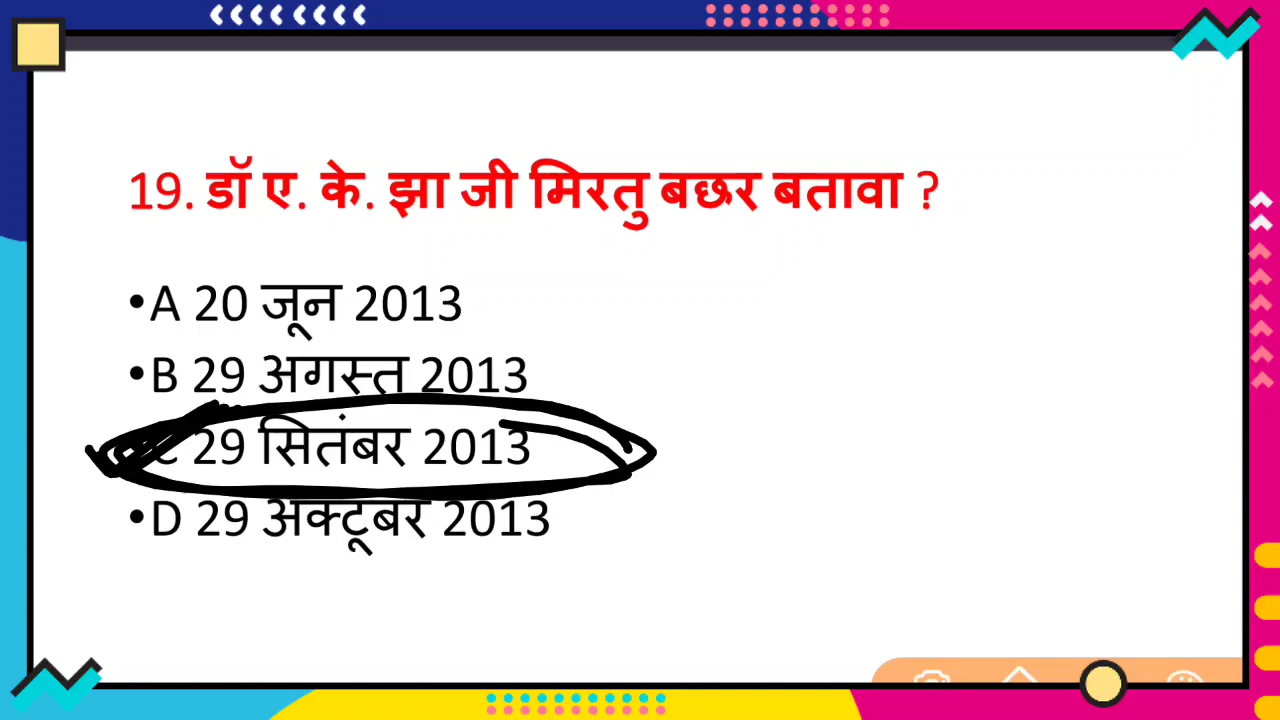 19. डॉ ए. के. झा जी मिरतु बछर बतावा ?
•A 20 जून 2013
•B 29 अगस्त 2013
•C 29 सितंबर 2013
•D 29 अक्टूबर 2013